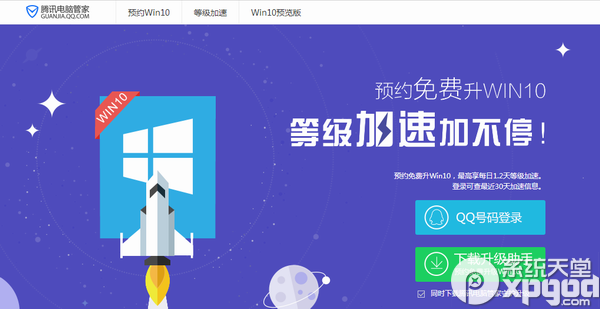 腾讯电脑管家
GUANJIA.QQ.COM
预约Win10
等级加速
Win10预览版
WIN10
预约免费升WIN10
等级加速加不停!
预约免费升Win10，最高享每日1.2天等级加速。
登录可查最近30天加速信息。
QQ号码登录
下载升级助手
系统天堂
xpgod
.com
同时下载